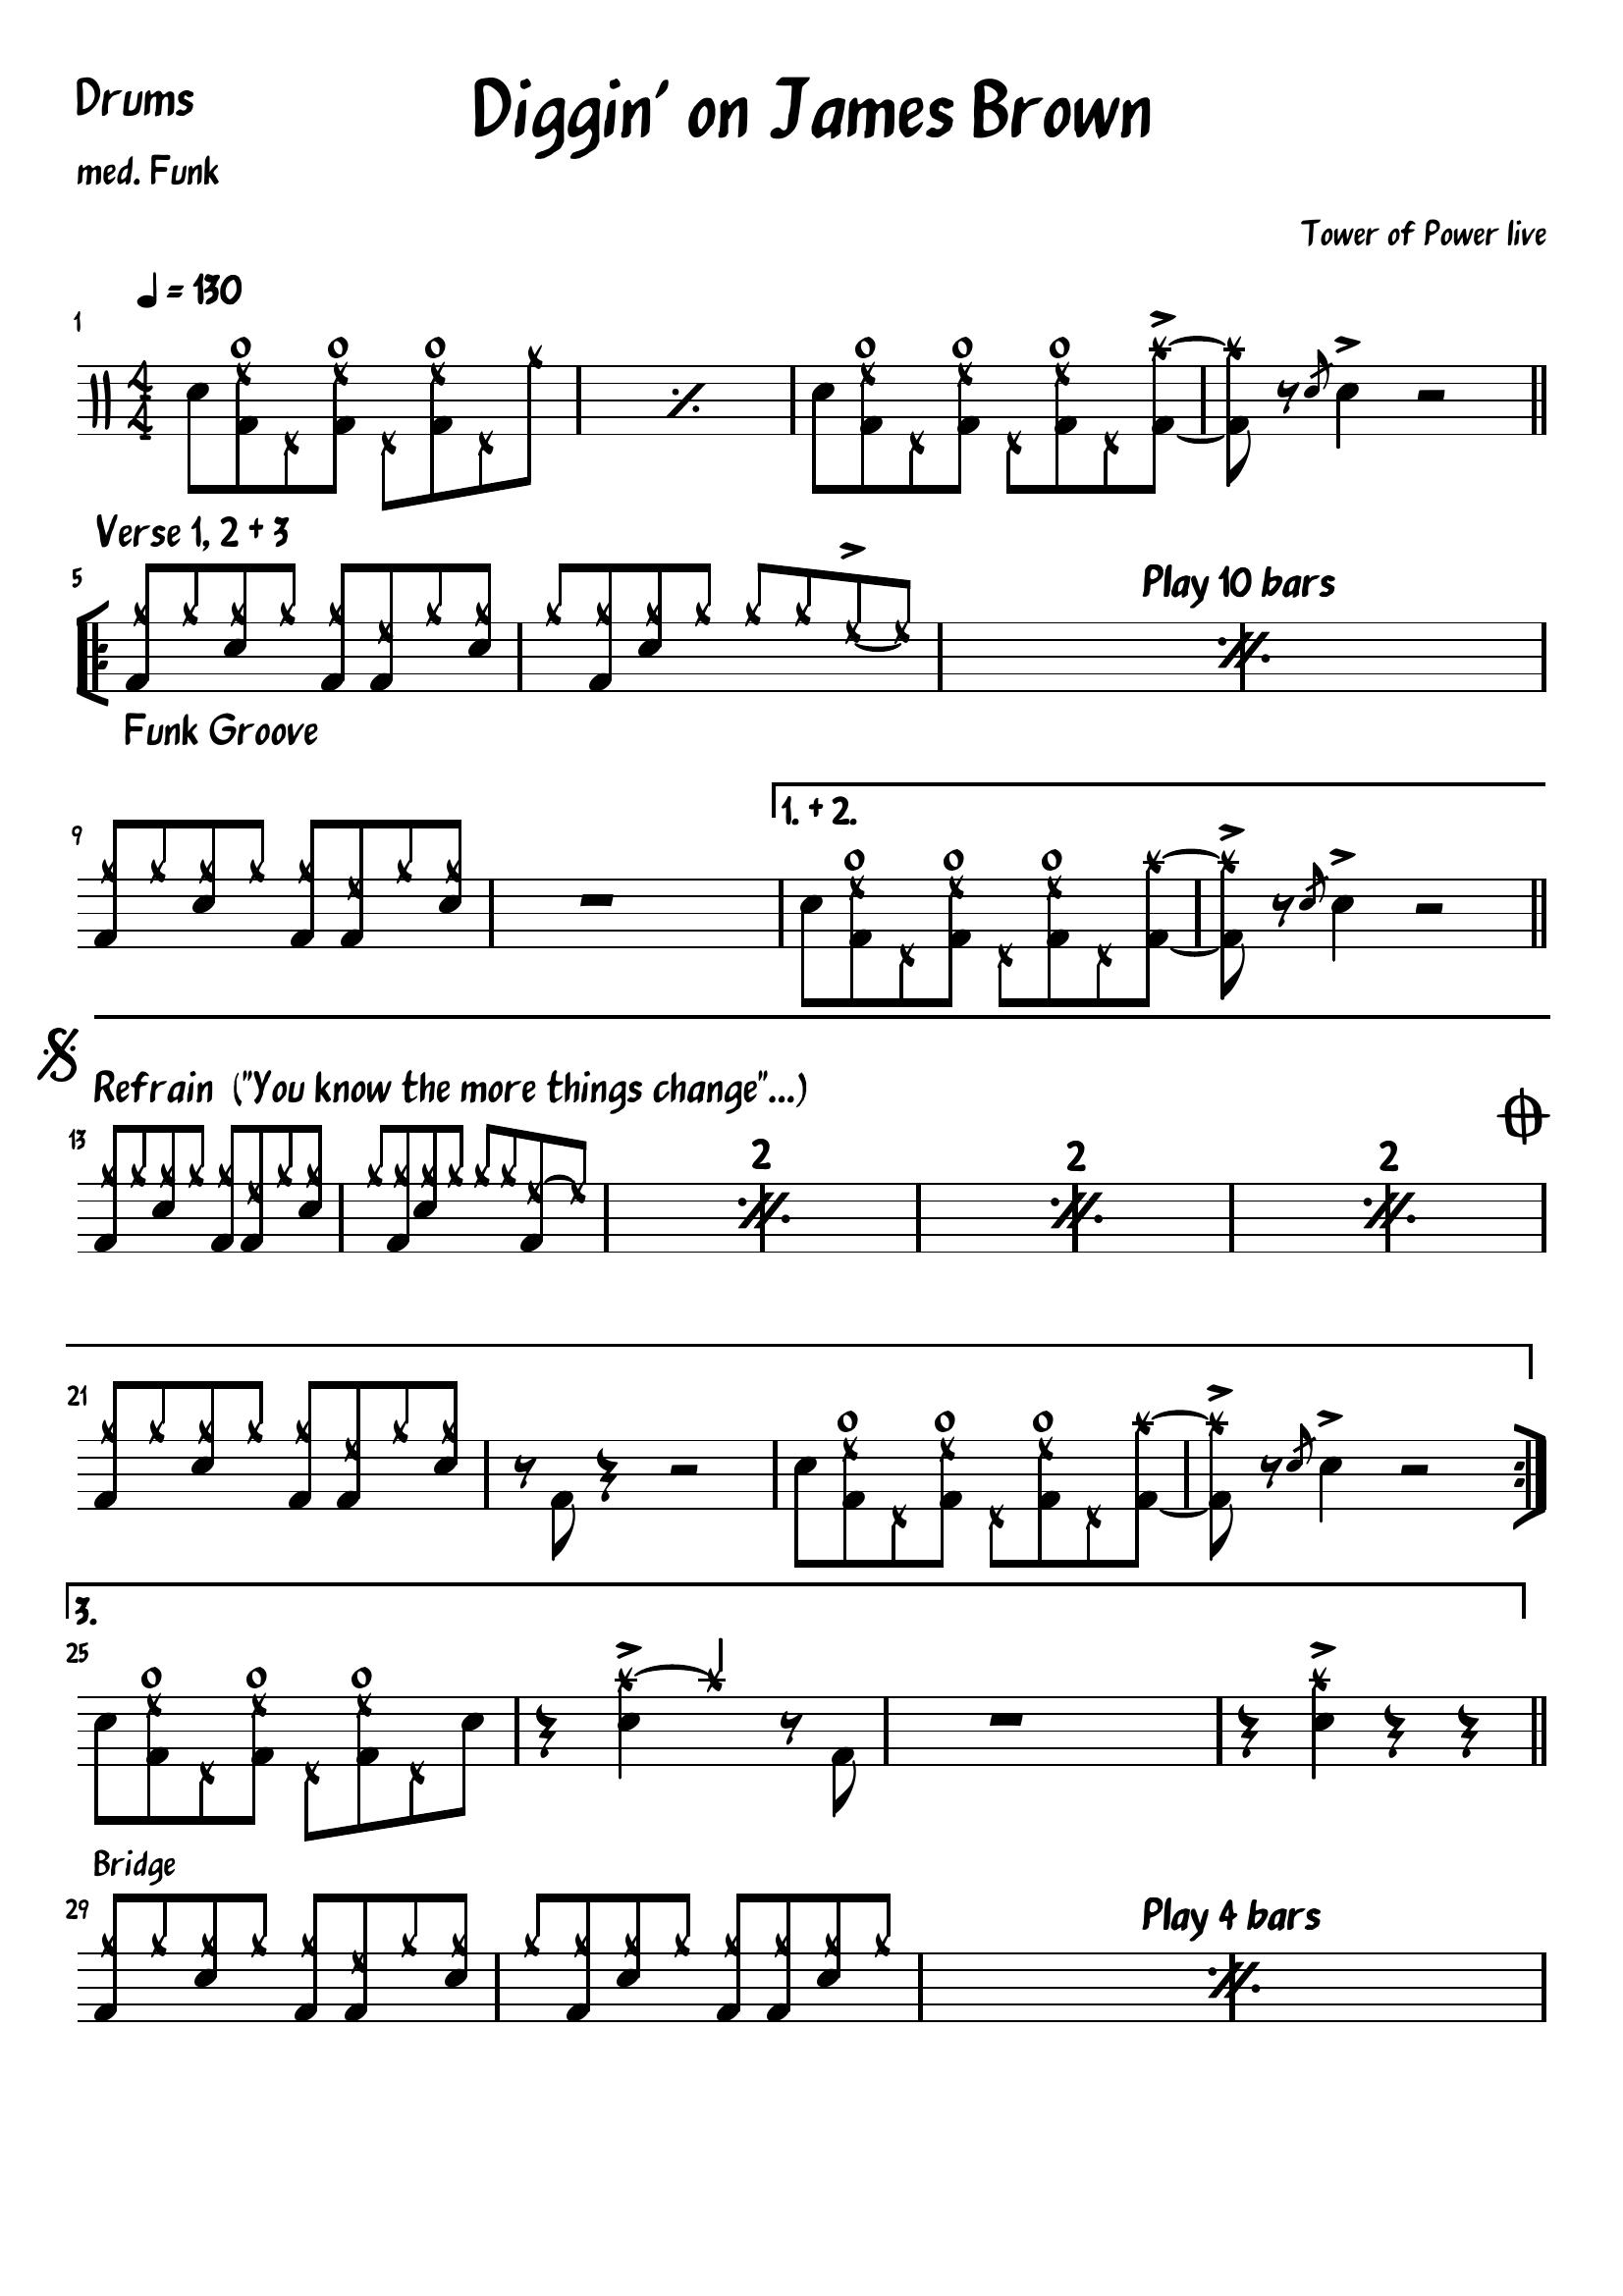 Drums
Diggin' on James Brown
med. Funk
Tower of Power live
= 130
1
4
4
Verse 1, 2 + 3
5
Play 10 bars
Funk Groove
1. + 2.
9
Refrain ("You know the more things change"...)
13
2
2
2
21
3.
25
Bridge
29
Play 4 bars